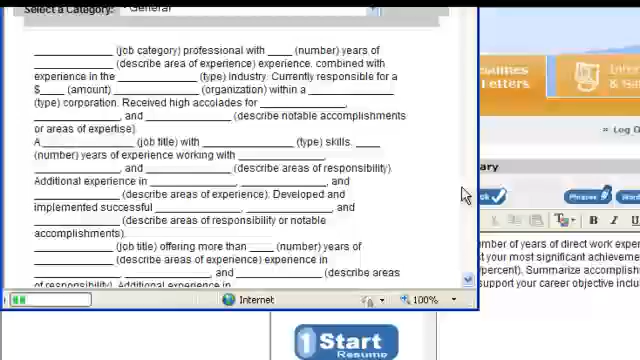 Select a Category:
General
______________ (job category) professional with ____ (number) years of
______________ (describe area of experience) experience. combined with
experience in the ______________ (type) industry. Currently responsible for a
$____ (amount) ______________ (organization) within a ______________
(type) corporation. Received high accolades for ______________,
______________, and ______________ (describe notable accomplishments
or areas of expertise).
A ______________ (job title) with ______________ (type) skills. ____
(number) years of experience working with ______________,
______________, and ______________ (describe areas of responsibility).
Additional experience in ______________, ______________, and
______________ (describe areas of experience). Developed and
implemented successful ______________, ______________, and
______________ (describe areas of responsibility or notable
accomplishments).
______________ (job title) offering more than ____ (number) years of
______________ (describe areas of experience) experience in
______________, ______________, and ______________ (describe areas
of responsibility). Additional experience in
Internet
100%
Letters
& 
Log
ary
Phrases
B I U
number of years of direct work
your most significant
/percent). Summarize
support your career objective
1 Start
Resume